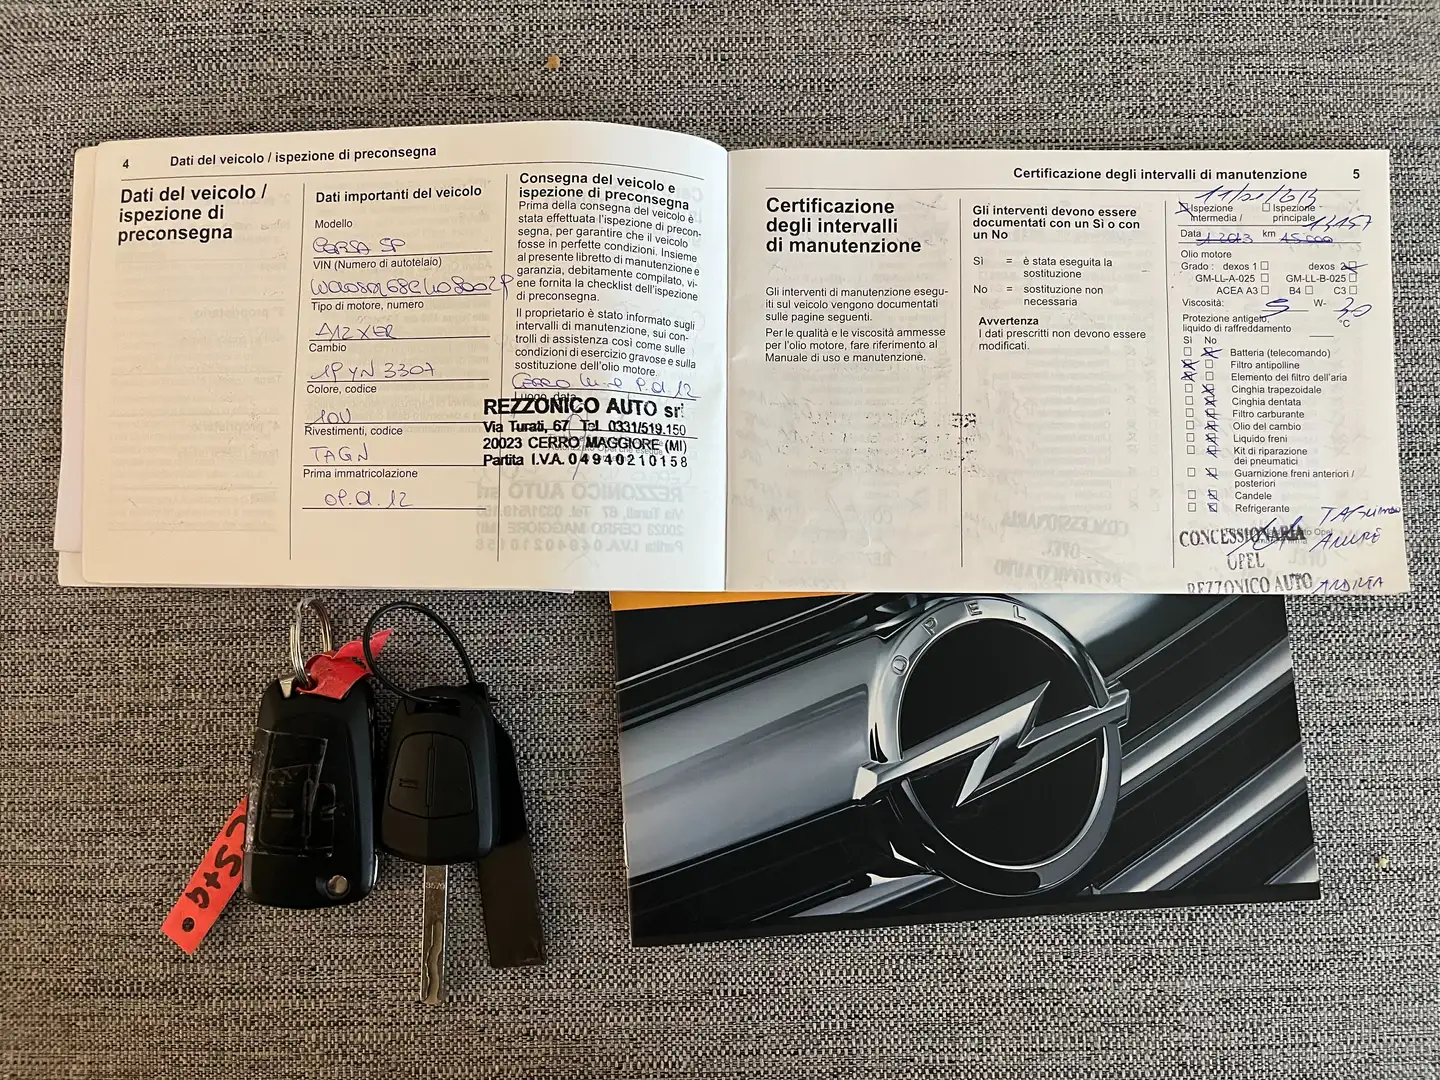 4 Dati del veicolo / ispezione di preconsegna
Dati del veicolo /
ispezione di
preconsegna
Dati importanti del veicolo
Modello
CORSA 5P
VIN (Numero di autotelaio)
Tipo di motore, numero
A12XER
Cambio
Colore, codice
10U
Rivestimenti, codice
TAGN
Prima immatricolazione
Consegna del veicolo e
ispezione di preconsegna
Prima della consegna del veicolo è
stata effettuata l'ispezione di precon-
segna, per garantire che il veicolo
fosse in perfette condizioni. Insieme
al presente libretto di manutenzione e
garanzia, debitamente compilato, vi-
ene fornita la checklist dell'ispezione
di preconsegna.
Il proprietario è stato informato sugli
intervalli di manutenzione, sui con-
trolli di assistenza così come sulle
condizioni di esercizio gravose e sulla
sostituzione dell'olio motore.
CERRO
Luogo, data
REZZONICO AUTO srl
Via Turati, 67 Tel. 0331/519.150
20023 CERRO MAGGIORE (MI)
Partita I.V.A. 04940210158
Certificazione degli intervalli di manutenzione 5
Certificazione
degli intervalli
di manutenzione
Gli interventi di manutenzione esegu-
iti sul veicolo vengono documentati
sulle pagine seguenti.
Per le qualità e le viscosità ammesse
per l'olio motore, fare riferimento al
Manuale di uso e manutenzione.
Gli interventi devono essere
documentati con un Sì o con
un No
Sì = è stata eseguita la
sostituzione
No = sostituzione non
necessaria
Avvertenza
I dati prescritti non devono essere
modificati.
Ispezione
intermedia /
Ispezione
principale
Data km 15.000
Olio motore
Grado : dexos 1 dexos 2
GM-LL-A-025 GM-LL-B-025
ACEA A3 B4 C3
Viscosità: 5 W- 30
Protezione antigelo, °C
liquido di raffreddamento
Sì No
Batteria (telecomando)
Filtro antipolline
Elemento del filtro dell'aria
Cinghia trapezoidale
Cinghia dentata
Filtro carburante
Olio del cambio
Liquido freni
Kit di riparazione
dei pneumatici
Guarnizione freni anteriori /
posteriori
Candele
Refrigerante
CONCESSIONARIA
OPEL
REZZONICO AUTO
ANDREA
OPEL